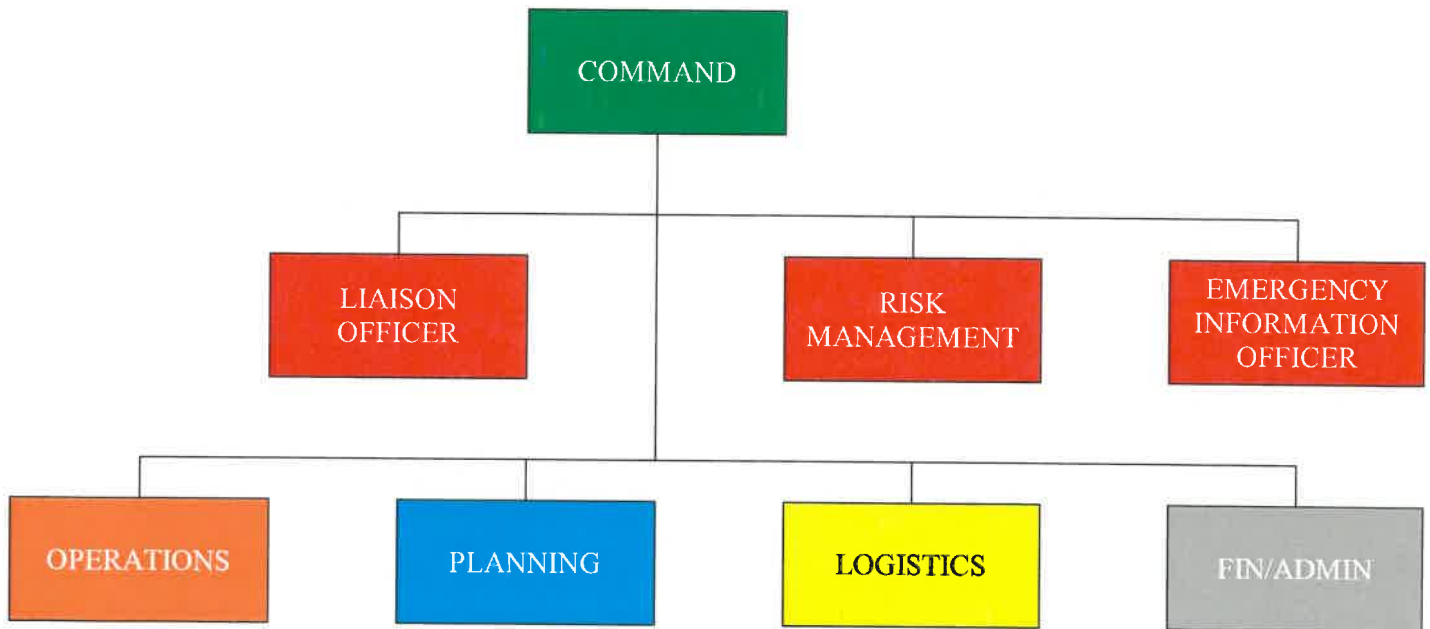 COMMAND
LIAISON
OFFICER
RISK
MANAGEMENT
EMERGENCY
INFORMATION
OFFICER
OPERATIONS
PLANNING
LOGISTICS
FIN/ADMIN